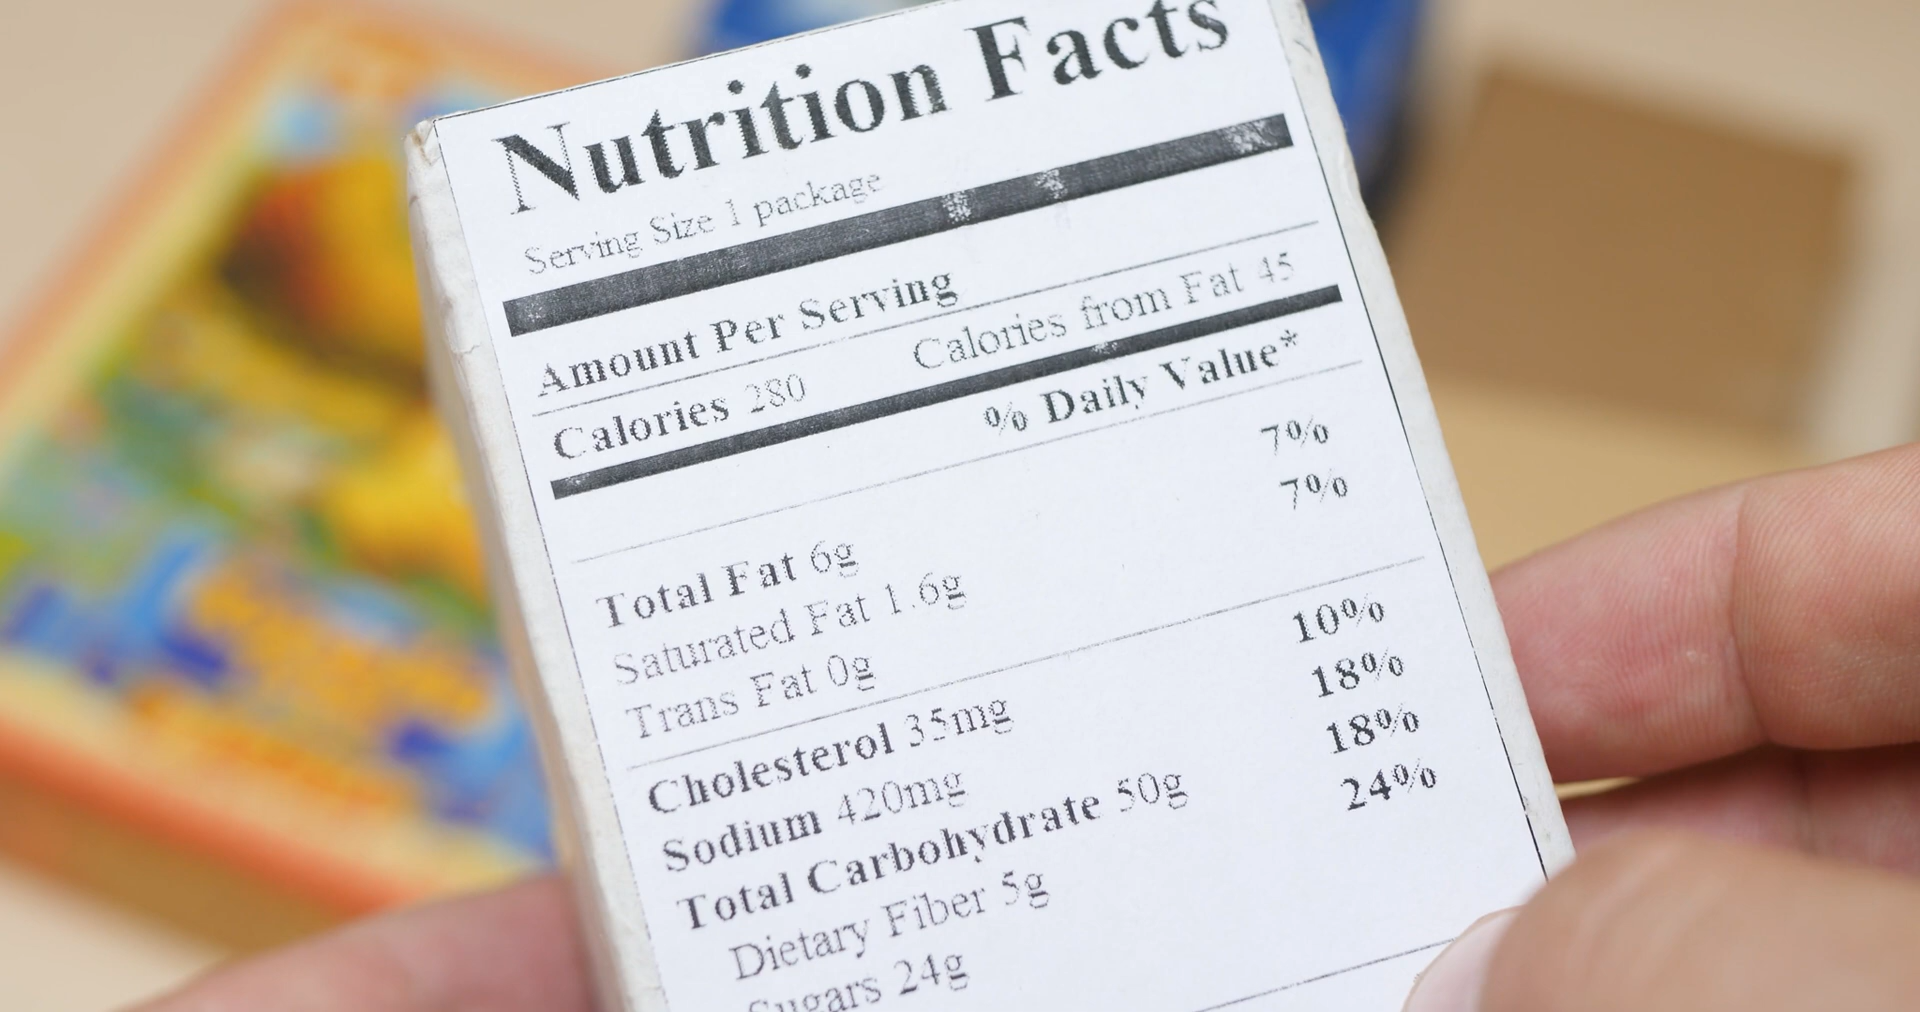 Nutrition Facts
Serving Size 1 package
Amount Per Serving
Calories 280 Calories from Fat 45
% Daily Value*
Total Fat 6g 7%
Saturated Fat 1.6g 7%
Trans Fat 0g
Cholesterol 35mg 10%
Sodium 420mg 18%
Total Carbohydrate 50g 18%
Dietary Fiber 5g 24%
Sugars 24g